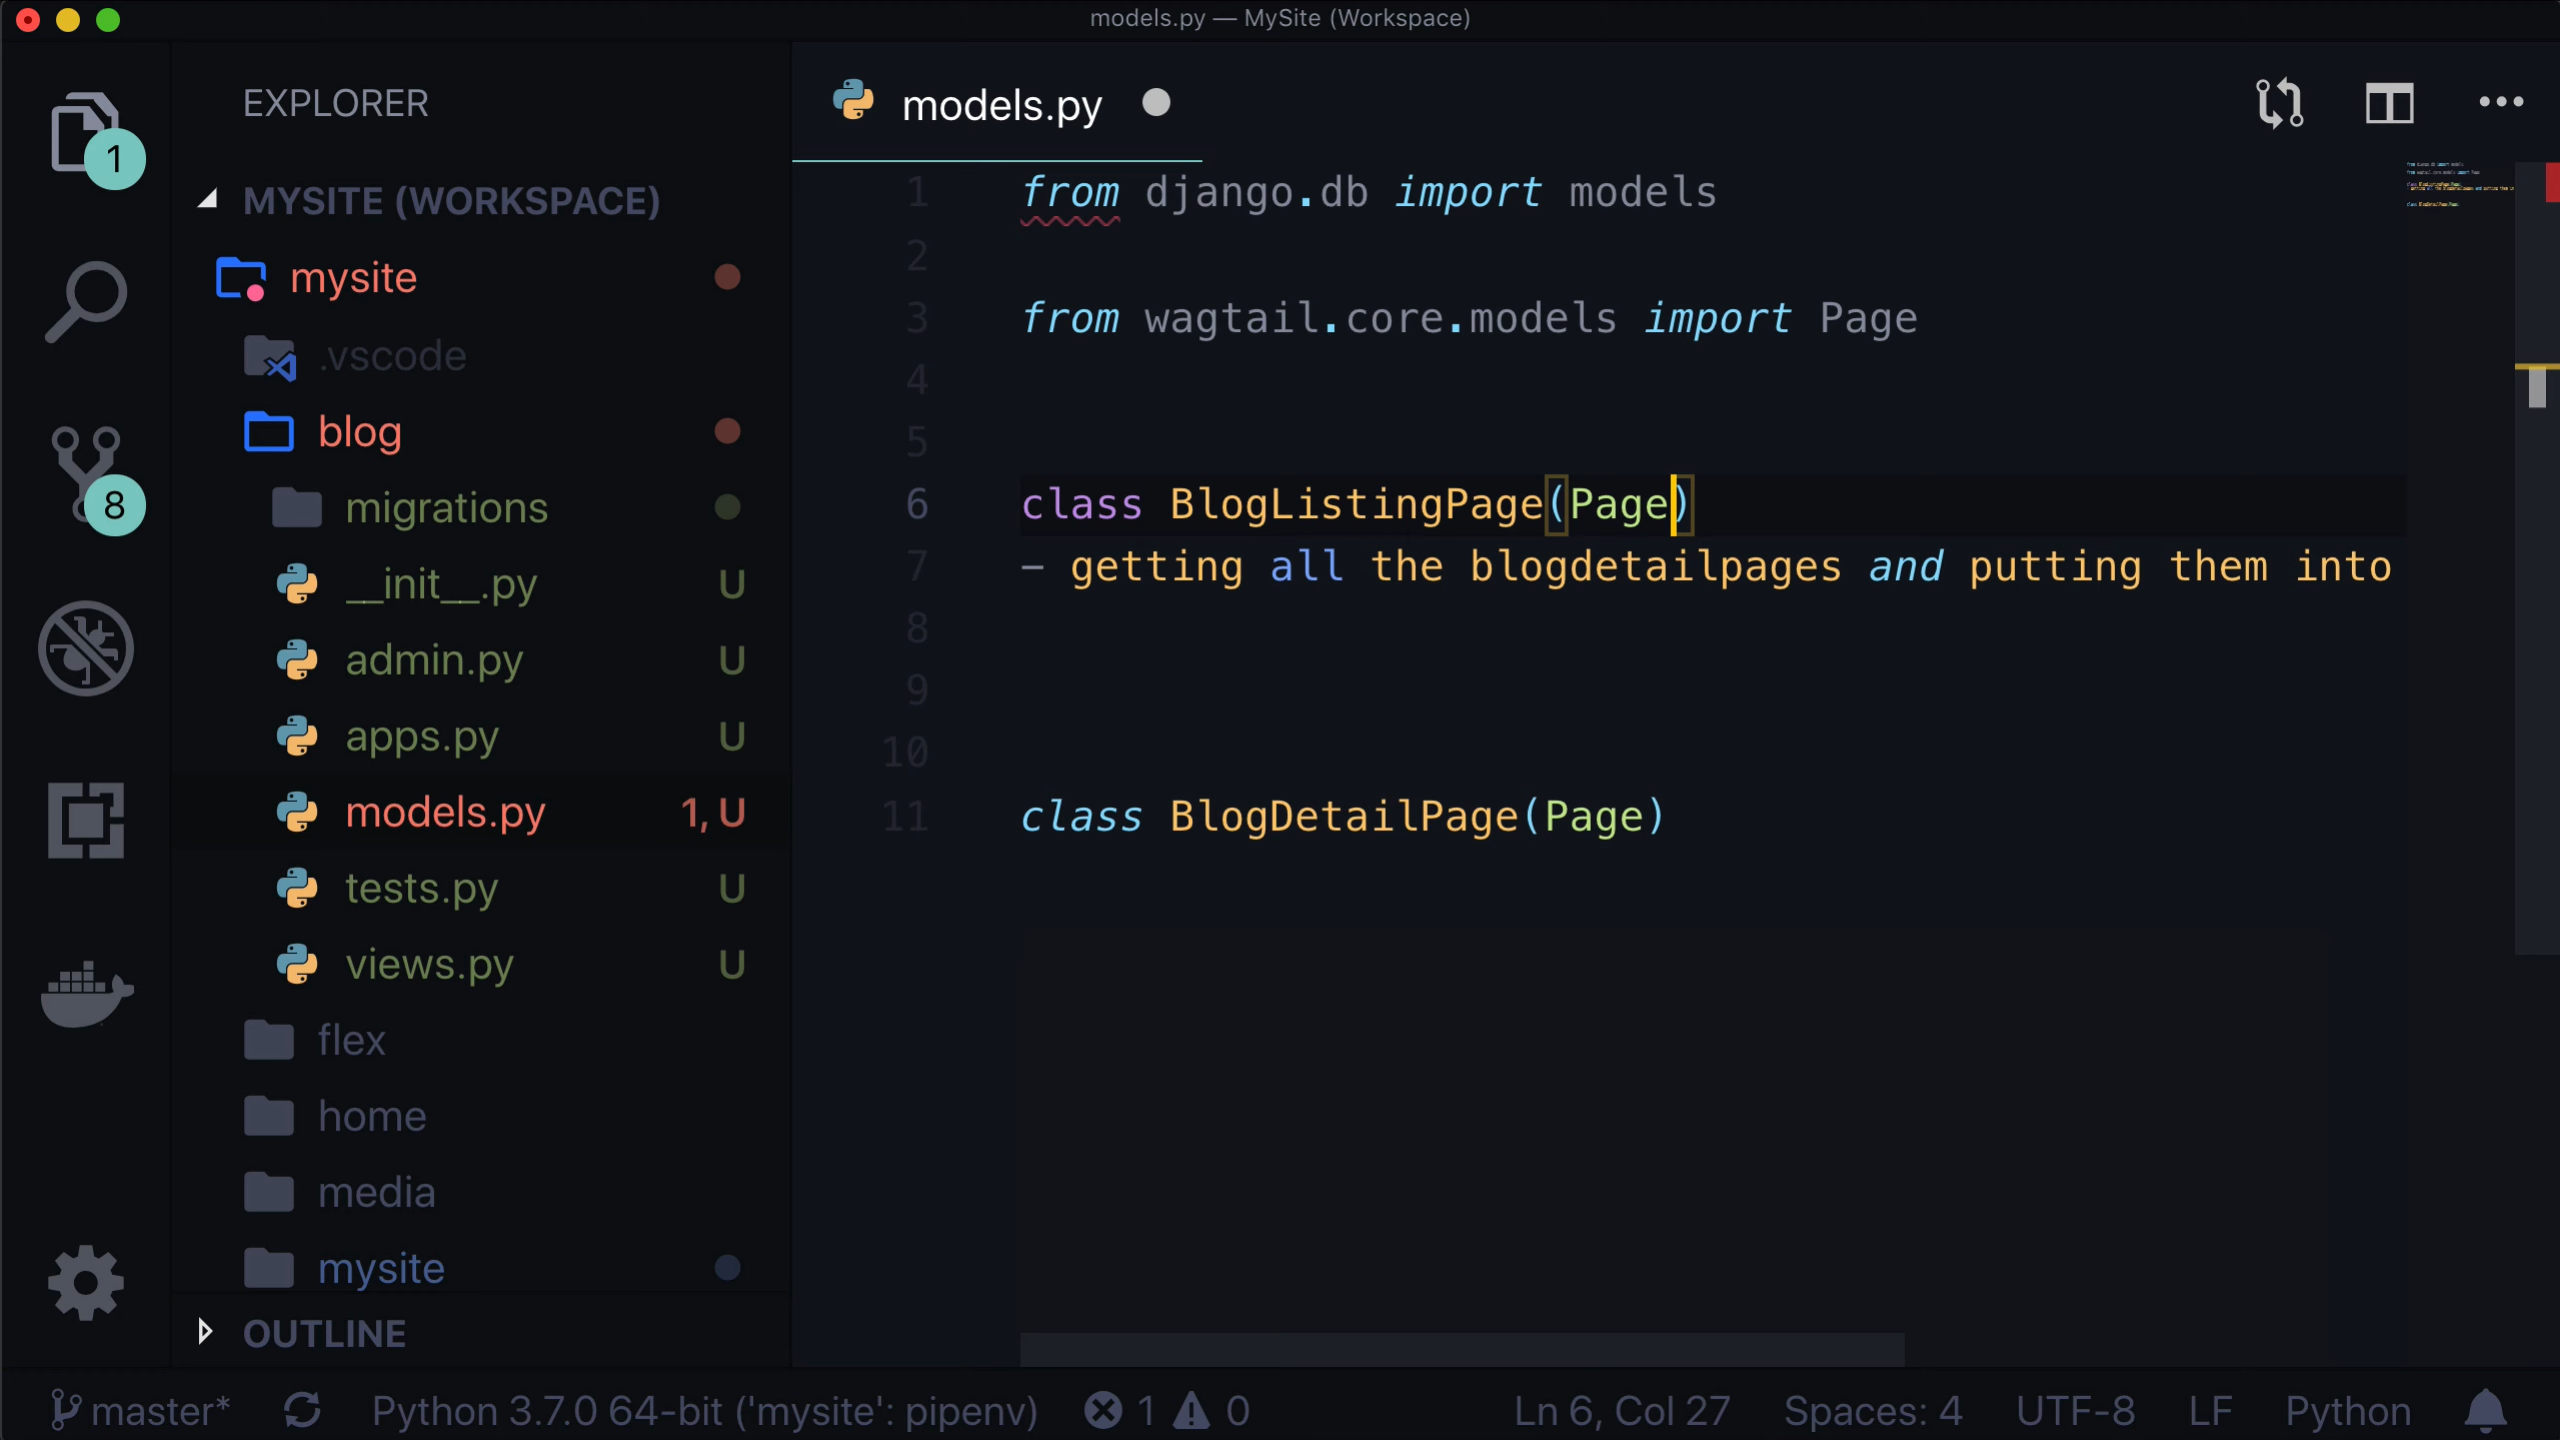 models.py — MySite (Workspace)
EXPLORER
MYSITE (WORKSPACE)
mysite
.vscode
blog
migrations
__init__.py U
admin.py U
apps.py U
models.py 1, U
tests.py U
views.py U
flex
home
media
mysite
OUTLINE
1
8
models.py
1 from django.db import models
2
3 from wagtail.core.models import Page
4
5
6 class BlogListingPage(Page)
7 - getting all the blogdetailpages and putting them into
8
9
10
11 class BlogDetailPage(Page)
master* Python 3.7.0 64-bit ('mysite': pipenv) 1 0 Ln 6, Col 27 Spaces: 4 UTF-8 LF Python